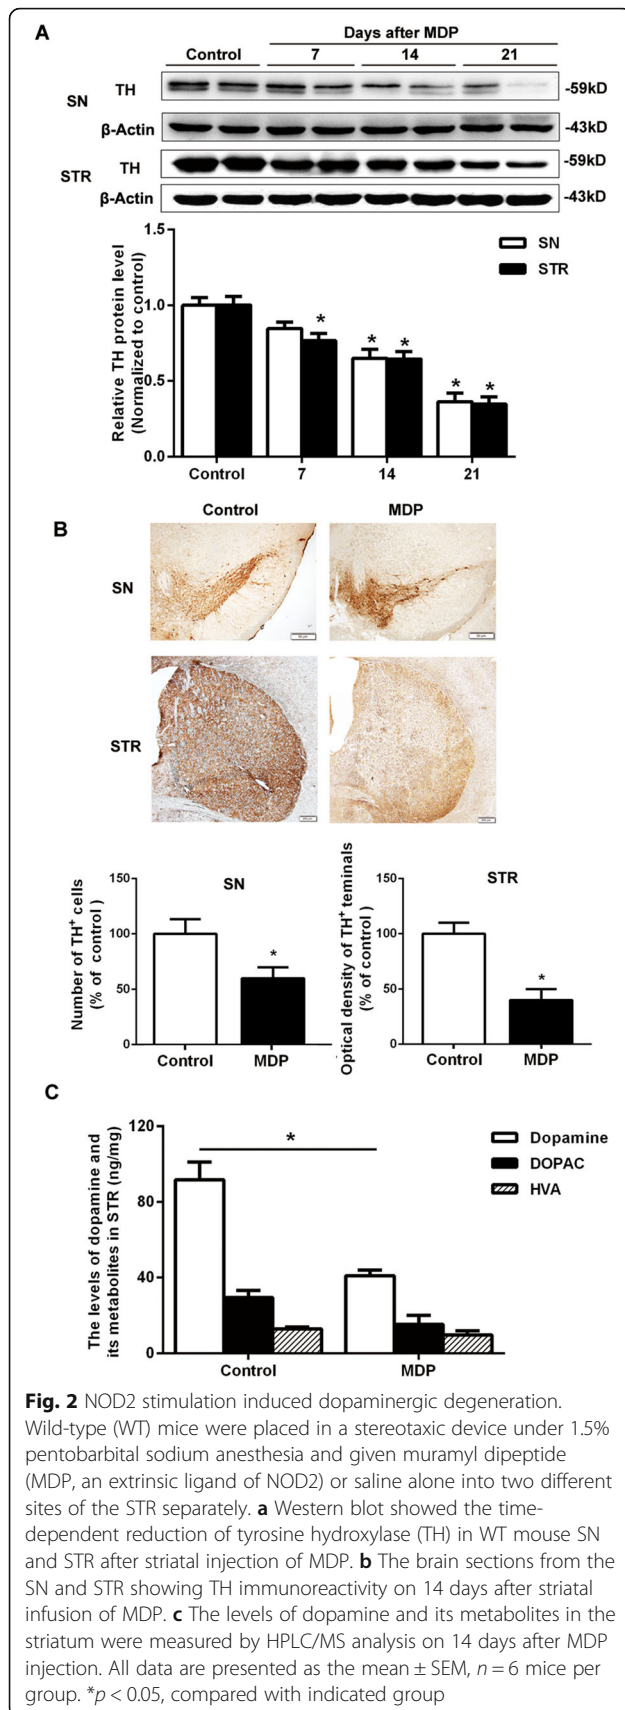 A
Days after MDP
Control 7 14 21
SN TH -59kD
β-Actin -43kD
STR TH -59kD
β-Actin -43kD
Relative TH protein level
(Normalized to control)
1.5
1.0
0.5
0.0
SN
STR
*
* *
* *
Control 7 14 21
B
Control MDP
SN
STR
Number of TH+ cells
(% of control )
150
100
50
0
SN
*
Control MDP
Optical density of TH+ teminals
(% of control )
150
100
50
0
STR
*
Control MDP
C
The levels of dopamine and
its metabolites in STR (ng/mg)
120
80
40
0
*
Dopamine
DOPAC
HVA
Control MDP
Fig. 2 NOD2 stimulation induced dopaminergic degeneration.
Wild-type (WT) mice were placed in a stereotaxic device under 1.5%
pentobarbital sodium anesthesia and given muramyl dipeptide
(MDP, an extrinsic ligand of NOD2) or saline alone into two different
sites of the STR separately. a Western blot showed the time-
dependent reduction of tyrosine hydroxylase (TH) in WT mouse SN
and STR after striatal injection of MDP. b The brain sections from the
SN and STR showing TH immunoreactivity on 14 days after striatal
infusion of MDP. c The levels of dopamine and its metabolites in the
striatum were measured by HPLC/MS analysis on 14 days after MDP
injection. All data are presented as the mean ± SEM, n = 6 mice per
group. *p < 0.05, compared with indicated group